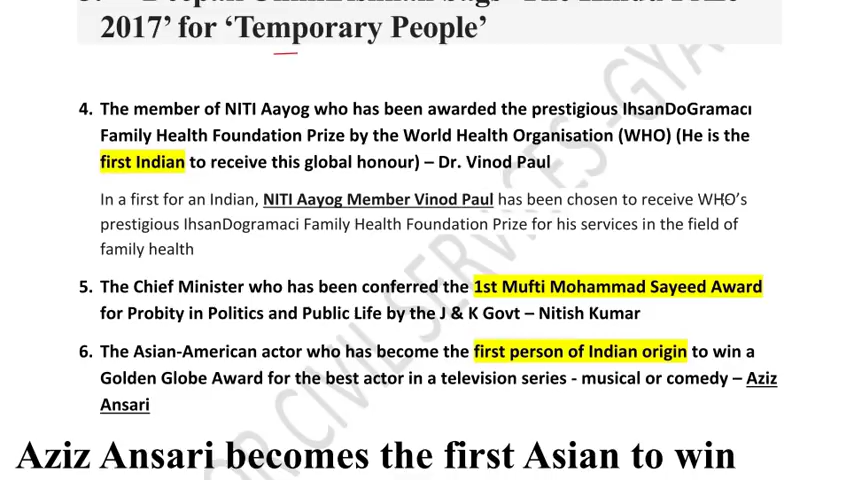 2017’ for ‘Temporary People’
4. The member of NITI Aayog who has been awarded the prestigious IhsanDoGramacı
Family Health Foundation Prize by the World Health Organisation (WHO) (He is the
first Indian to receive this global honour) – Dr. Vinod Paul
In a first for an Indian, NITI Aayog Member Vinod Paul has been chosen to receive WHO’s
prestigious IhsanDogramaci Family Health Foundation Prize for his services in the field of
family health
5. The Chief Minister who has been conferred the 1st Mufti Mohammad Sayeed Award
for Probity in Politics and Public Life by the J & K Govt – Nitish Kumar
6. The Asian-American actor who has become the first person of Indian origin to win a
Golden Globe Award for the best actor in a television series - musical or comedy – Aziz
Ansari
Aziz Ansari becomes the first Asian to win